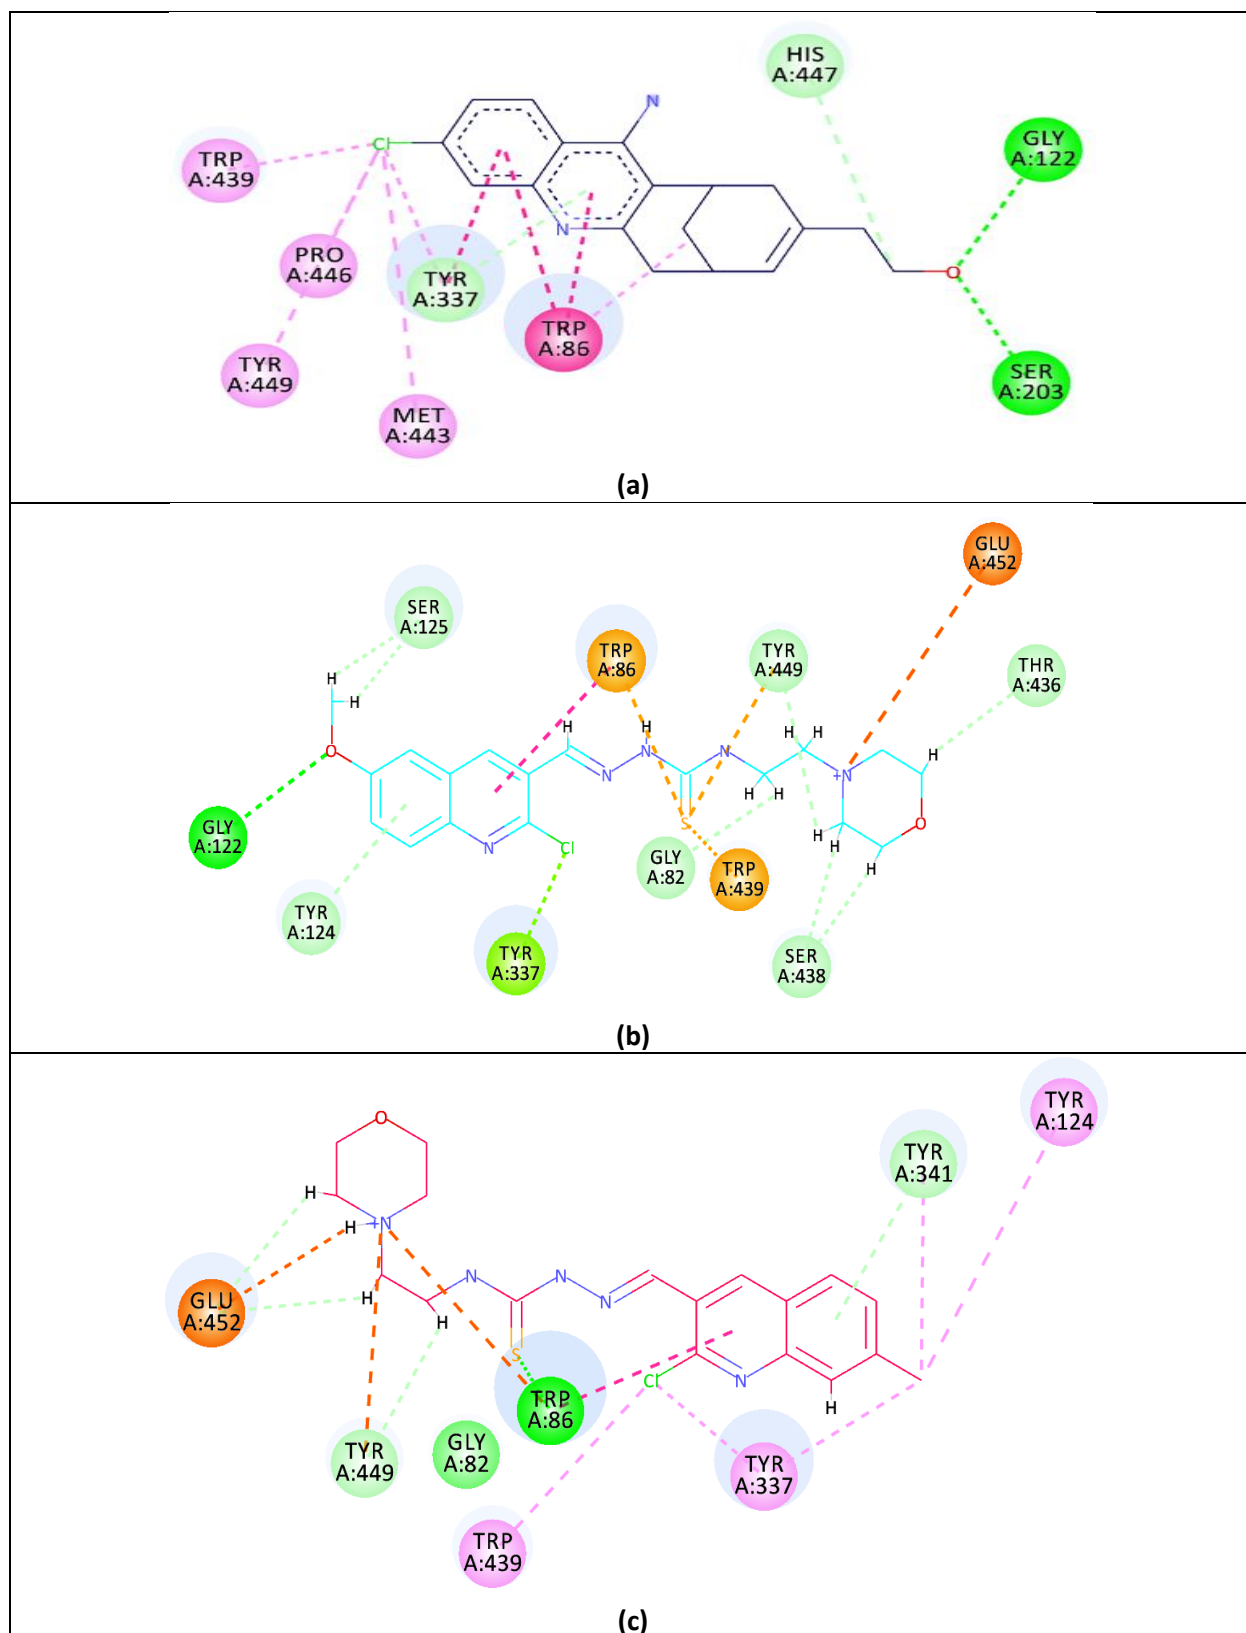 HIS
A:447
N
GLY
A:122
Cl
TRP
A:439
N
PRO
A:446
TYR
A:337
O
TRP
A:86
TYR
A:449
SER
A:203
MET
A:443
(a)
GLU
A:452
SER
A:125
TRP
A:86
TYR
A:449
THR
A:436
H
H
H
H
H
H
H
O
N
N
N
N
+
H
H
H
S
O
GLY
A:122
N
Cl
GLY
A:82
TRP
A:439
H
H
H
TYR
A:124
TYR
A:337
SER
A:438
(b)
TYR
A:124
O
TYR
A:341
H
H
+N
N
N
N
GLU
A:452
H
H
S
Cl
N
H
TRP
A:86
TYR
A:449
GLY
A:82
TYR
A:337
TRP
A:439
(c)